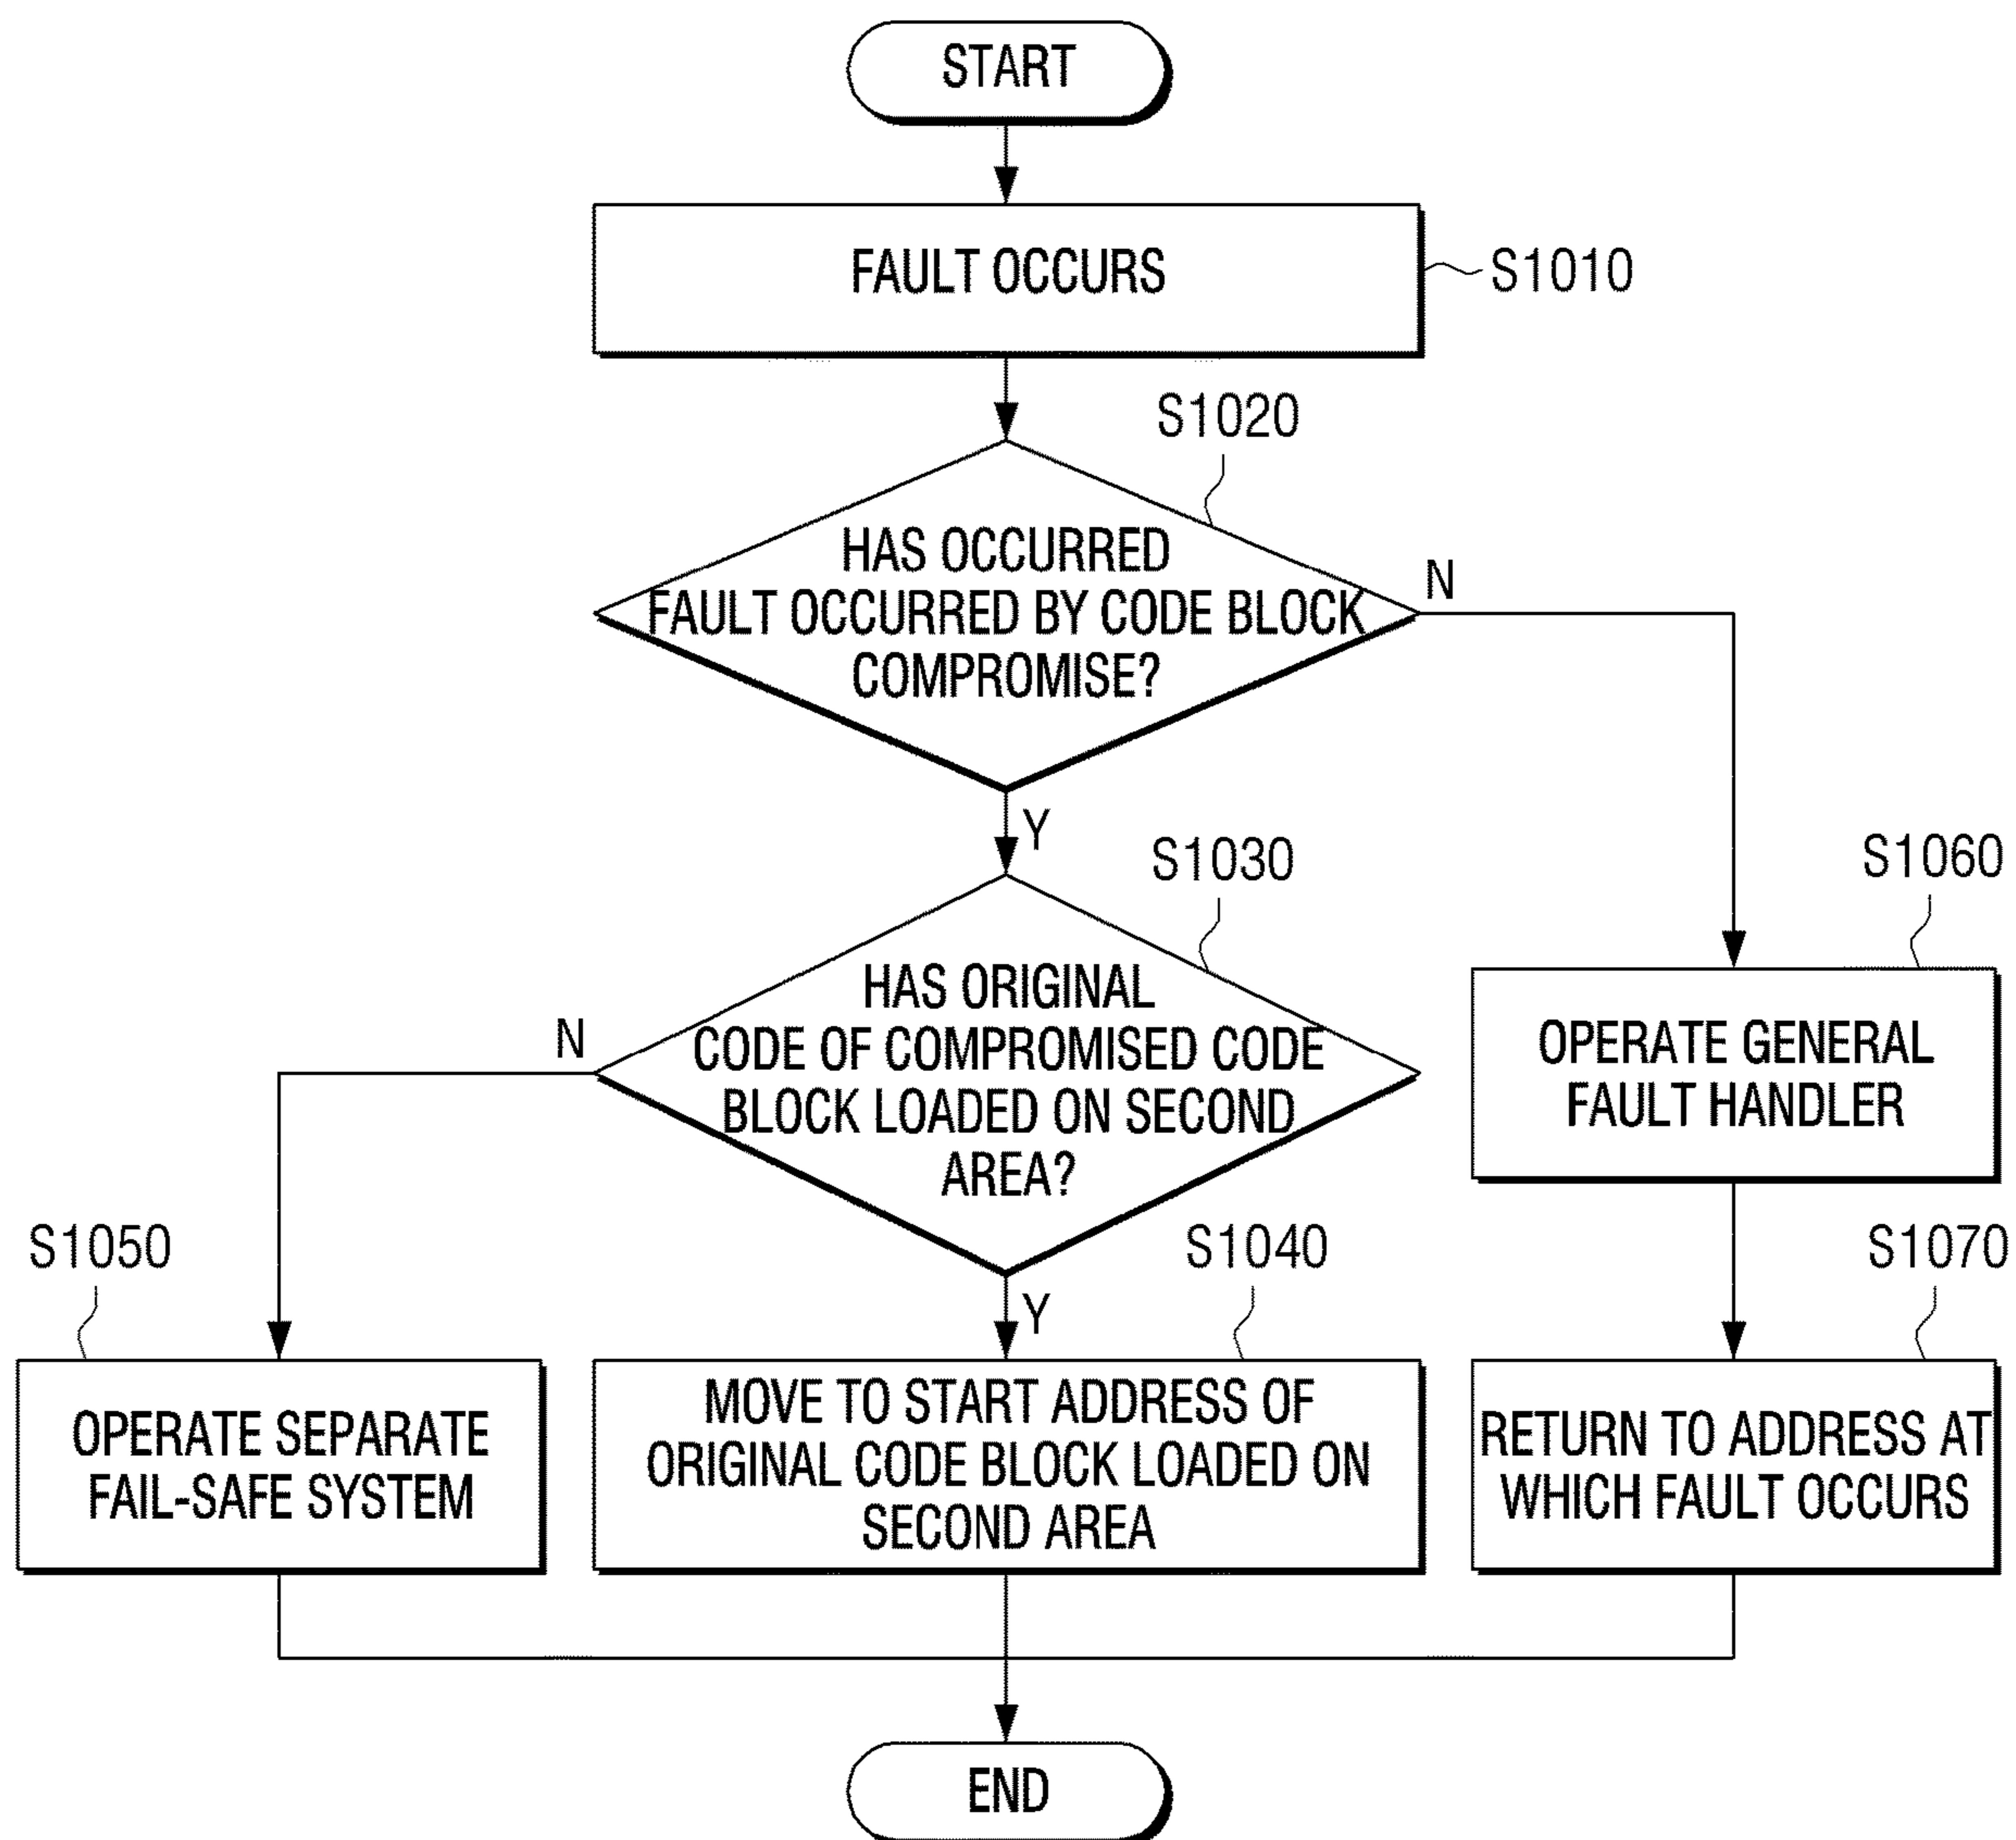 START
FAULT OCCURS
S1010
S1020
HAS OCCURRED
FAULT OCCURRED BY CODE BLOCK
COMPROMISE?
N
Y
S1030
HAS ORIGINAL
CODE OF COMPROMISED CODE
BLOCK LOADED ON SECOND
AREA?
N
Y
S1060
OPERATE GENERAL
FAULT HANDLER
S1050
OPERATE SEPARATE
FAIL-SAFE SYSTEM
S1040
MOVE TO START ADDRESS OF
ORIGINAL CODE BLOCK LOADED ON
SECOND AREA
S1070
RETURN TO ADDRESS AT
WHICH FAULT OCCURS
END